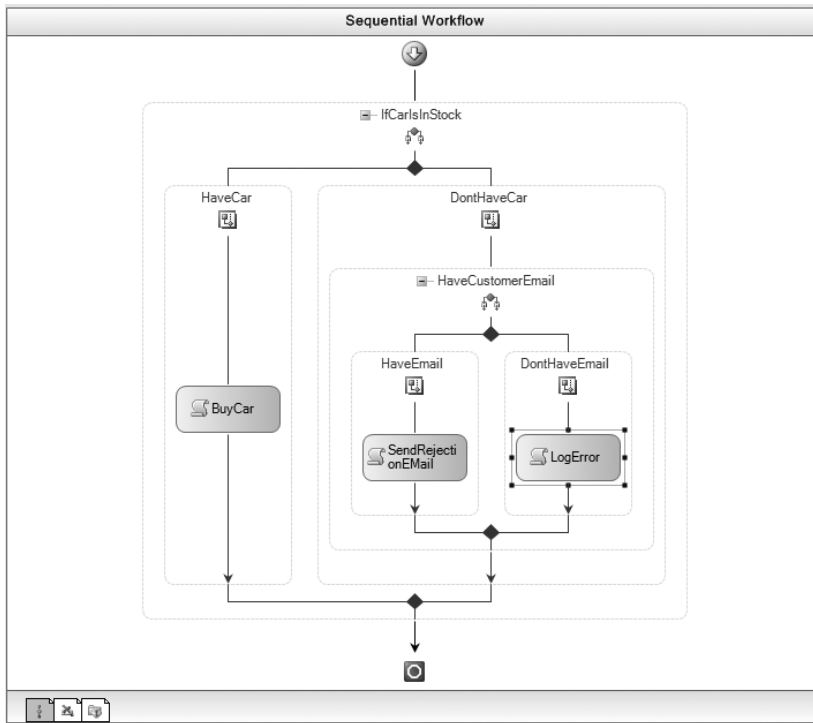 Sequential Workflow
IfCarIsInStock
HaveCar
DontHaveCar
HaveCustomerEmail
HaveEmail
DontHaveEmail
BuyCar
SendRejecti
onEMail
LogError